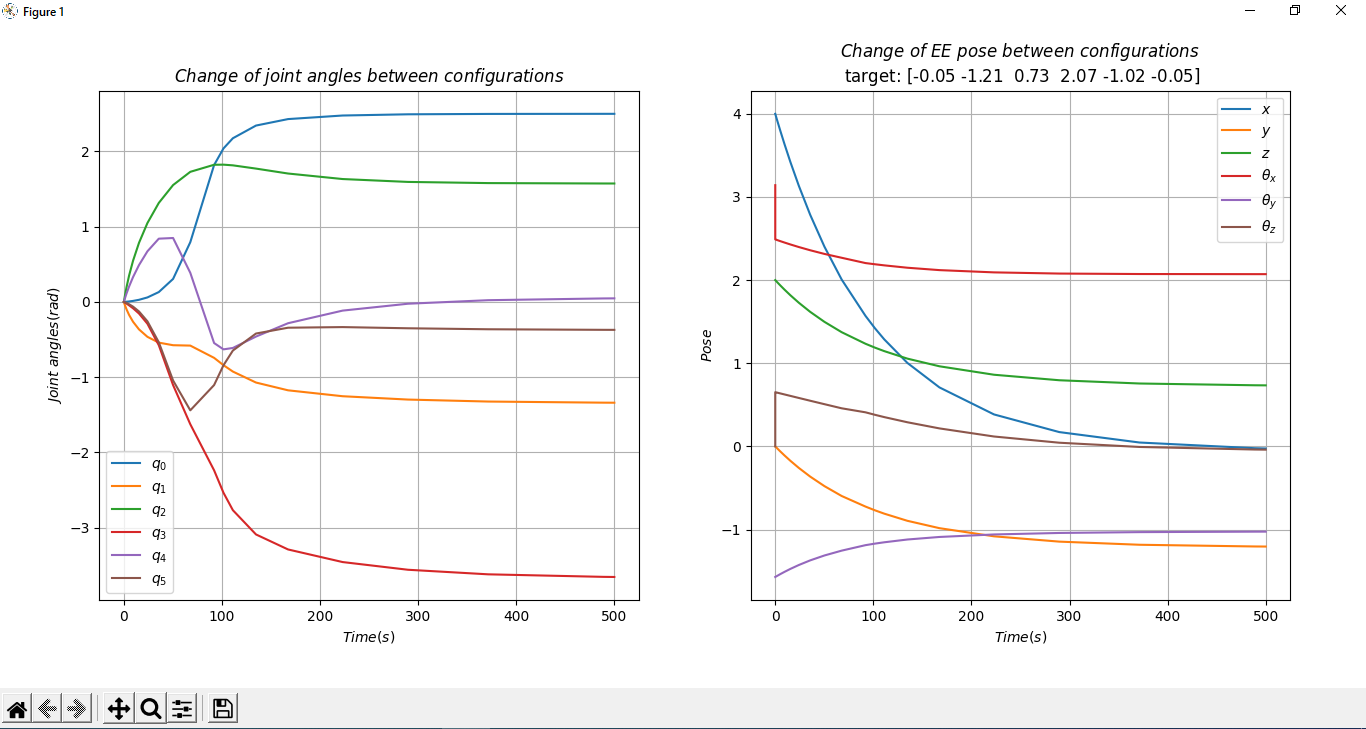 Figure 1
Change of joint angles between configurations
Joint angles(rad)
2
1
0
−1
−2
−3
q0
q1
q2
q3
q4
q5
0 100 200 300 400 500
Time(s)
Change of EE pose between configurations
target: [-0.05 -1.21 0.73 2.07 -1.02 -0.05]
Pose
4
3
2
1
0
−1
x
y
z
θx
θy
θz
0 100 200 300 400 500
Time(s)